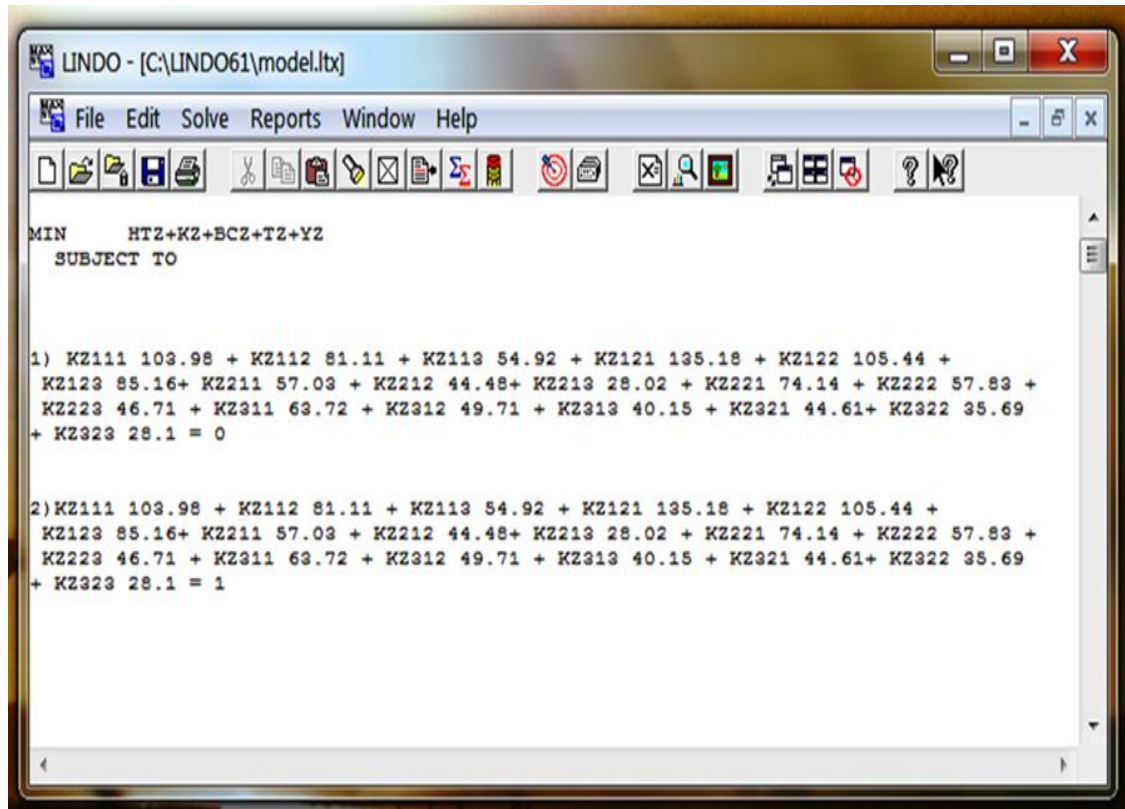 LINDO - [C:\LINDO61\model.ltx]
File Edit Solve Reports Window Help
MIN HTZ+KZ+BCZ+TZ+YZ
SUBJECT TO
1) KZ111 103.98 + KZ112 81.11 + KZ113 54.92 + KZ121 135.18 + KZ122 105.44 +
KZ123 85.16+ KZ211 57.03 + KZ212 44.48+ KZ213 28.02 + KZ221 74.14 + KZ222 57.83 +
KZ223 46.71 + KZ311 63.72 + KZ312 49.71 + KZ313 40.15 + KZ321 44.61+ KZ322 35.69
+ KZ323 28.1 = 0
2)KZ111 103.98 + KZ112 81.11 + KZ113 54.92 + KZ121 135.18 + KZ122 105.44 +
KZ123 85.16+ KZ211 57.03 + KZ212 44.48+ KZ213 28.02 + KZ221 74.14 + KZ222 57.83 +
KZ223 46.71 + KZ311 63.72 + KZ312 49.71 + KZ313 40.15 + KZ321 44.61+ KZ322 35.69
+ KZ323 28.1 = 1